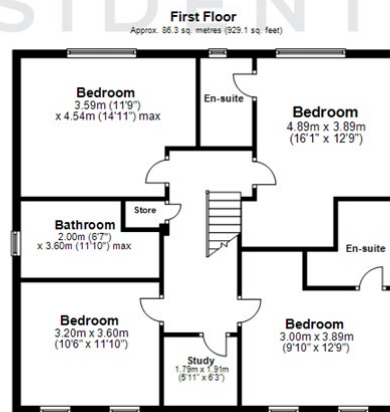 SIDENT
First Floor
Approx. 86.3 sq. metres (929.1 sq. feet)
Bedroom
3.59m (11'9")
x 4.54m (14'11") max
En-suite
Bedroom
4.89m x 3.89m
(16'1" x 12'9")
Store
Bathroom
2.00m (6'7")
x 3.60m (11'10") max
En-suite
Bedroom
3.20m x 3.60m
(10'6" x 11'10")
Bedroom
3.00m x 3.89m
(9'10" x 12'9")
Study
1.79m x 1.91m
(5'11" x 6'3")